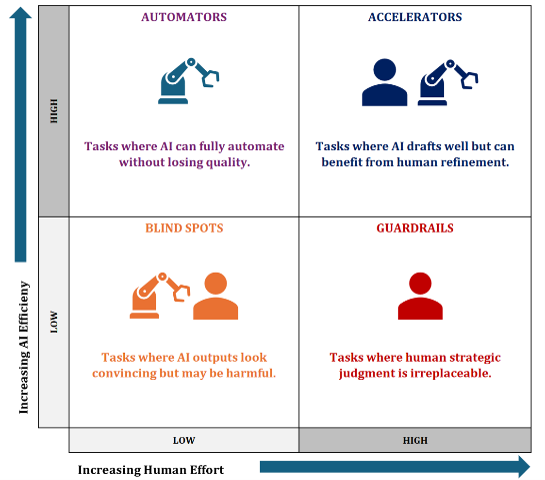 AUTOMATORS
ACCELERATORS
HIGH
Tasks where AI can fully automate
without losing quality.
Tasks where AI drafts well but can
benefit from human refinement.
BLIND SPOTS
GUARDRAILS
Increasing AI Efficieny
LOW
Tasks where AI outputs look
convincing but may be harmful.
Tasks where human strategic
judgment is irreplaceable.
LOW
HIGH
Increasing Human Effort